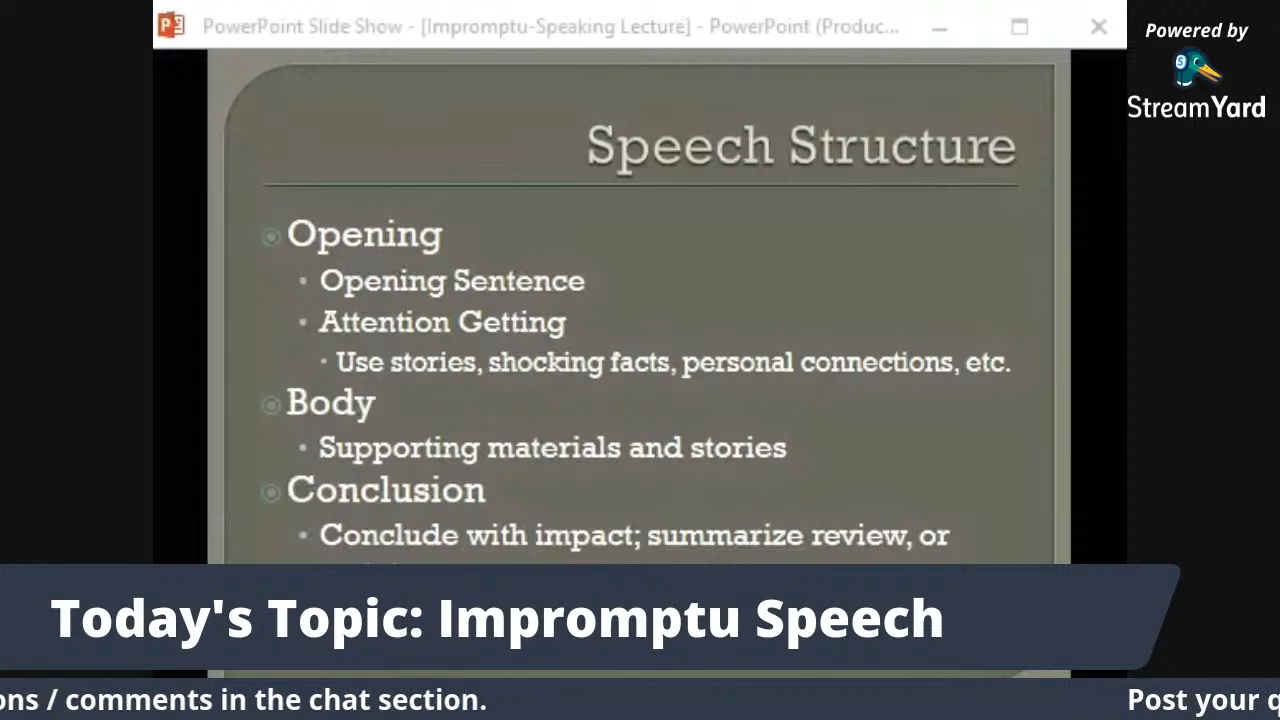 PowerPoint Slide Show - [Impromptu-Speaking Lecture] - PowerPoint (Produc...
Powered by
StreamYard
Speech Structure
Opening
Opening Sentence
Attention Getting
Use stories, shocking facts, personal connections, etc.
Body
Supporting materials and stories
Conclusion
Conclude with impact; summarize review, or
Today's Topic: Impromptu Speech
ons / comments in the chat section.
Post your q